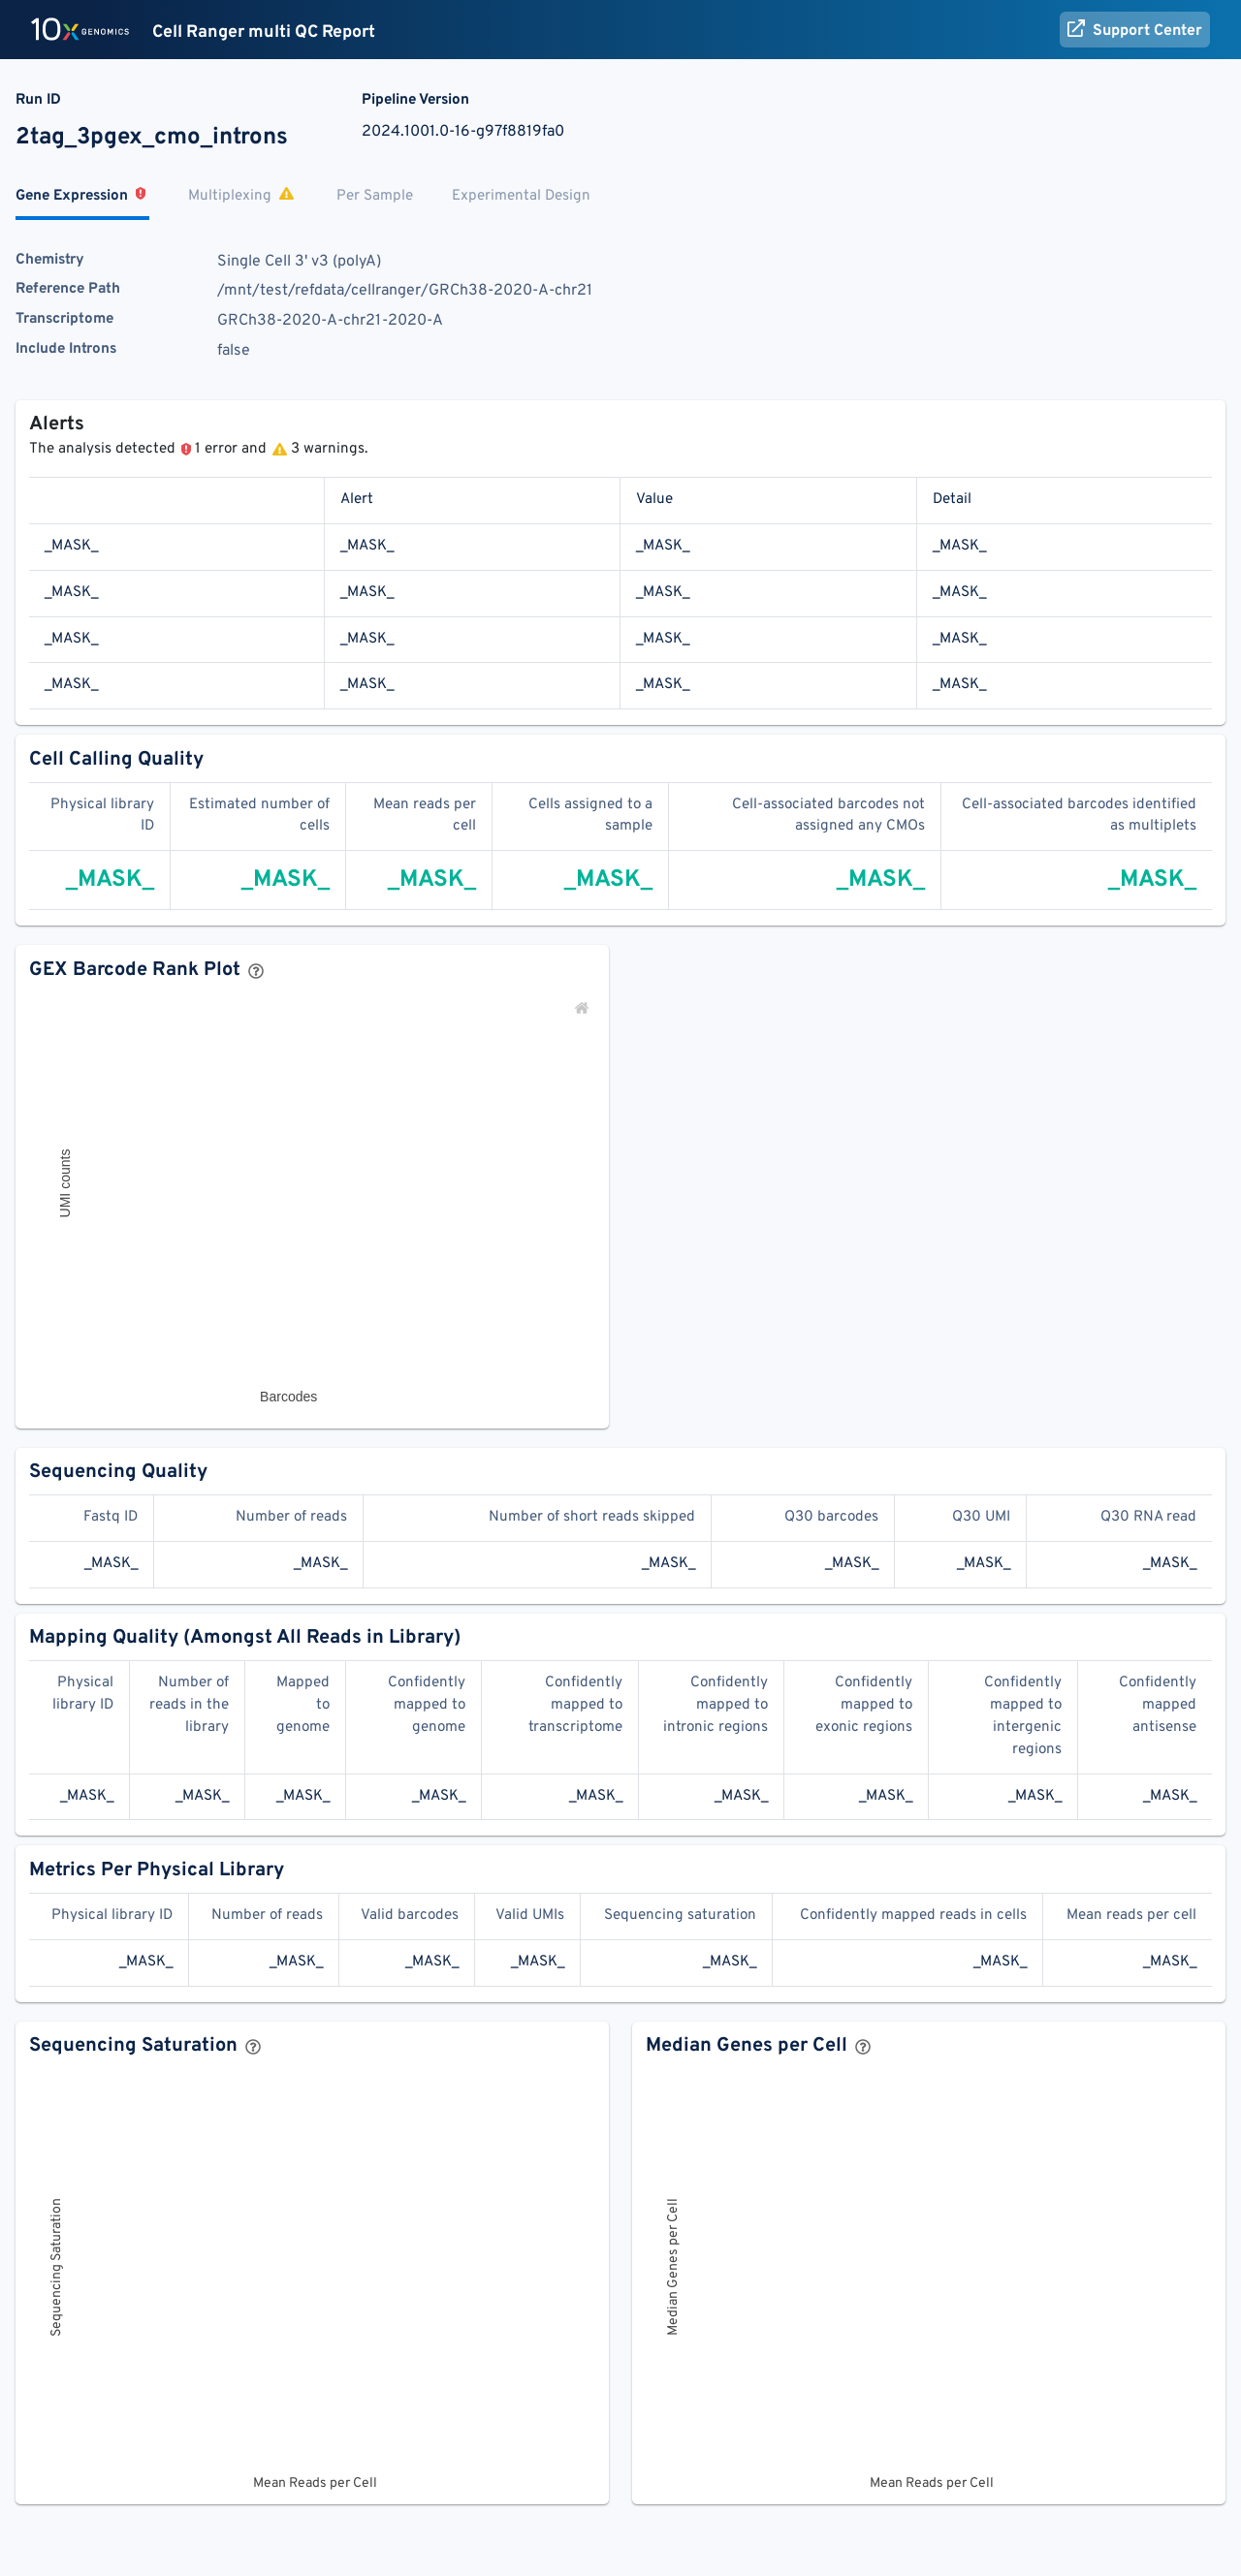 10x GENOMICS Cell Ranger multi QC Report Support Center
Run ID Pipeline Version
2tag_3pgex_cmo_introns 2024.1001.0-16-g97f8819fa0
Gene Expression Multiplexing Per Sample Experimental Design
Chemistry Single Cell 3' v3 (polyA)
Reference Path /mnt/test/refdata/cellranger/GRCh38-2020-A-chr21
Transcriptome GRCh38-2020-A-chr21-2020-A
Include Introns false
Alerts
The analysis detected 1 error and 3 warnings.
Alert Value Detail
_MASK_ _MASK_ _MASK_ _MASK_
_MASK_ _MASK_ _MASK_ _MASK_
_MASK_ _MASK_ _MASK_ _MASK_
_MASK_ _MASK_ _MASK_ _MASK_
Cell Calling Quality
Physical library Estimated number of Mean reads per Cells assigned to a Cell-associated barcodes not Cell-associated barcodes identified
ID cells cell sample assigned any CMOs as multiplets
_MASK_ _MASK_ _MASK_ _MASK_ _MASK_ _MASK_
GEX Barcode Rank Plot
UMI counts
Barcodes
Sequencing Quality
Fastq ID Number of reads Number of short reads skipped Q30 barcodes Q30 UMI Q30 RNA read
_MASK_ _MASK_ _MASK_ _MASK_ _MASK_ _MASK_
Mapping Quality (Amongst All Reads in Library)
Physical Number of Mapped Confidently Confidently Confidently Confidently Confidently Confidently
library ID reads in the to mapped to mapped to mapped to mapped to mapped to mapped
library genome genome transcriptome intronic regions exonic regions intergenic antisense
regions
_MASK_ _MASK_ _MASK_ _MASK_ _MASK_ _MASK_ _MASK_ _MASK_ _MASK_
Metrics Per Physical Library
Physical library ID Number of reads Valid barcodes Valid UMIs Sequencing saturation Confidently mapped reads in cells Mean reads per cell
_MASK_ _MASK_ _MASK_ _MASK_ _MASK_ _MASK_ _MASK_
Sequencing Saturation Median Genes per Cell
Sequencing Saturation Median Genes per Cell
Mean Reads per Cell Mean Reads per Cell